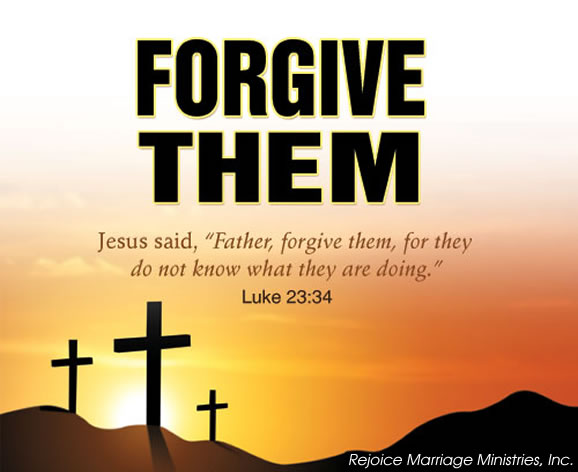 FORGIVE
THEM
Jesus said, “Father, forgive them, for they
do not know what they are doing.”
Luke 23:34
Rejoice Marriage Ministries, Inc.